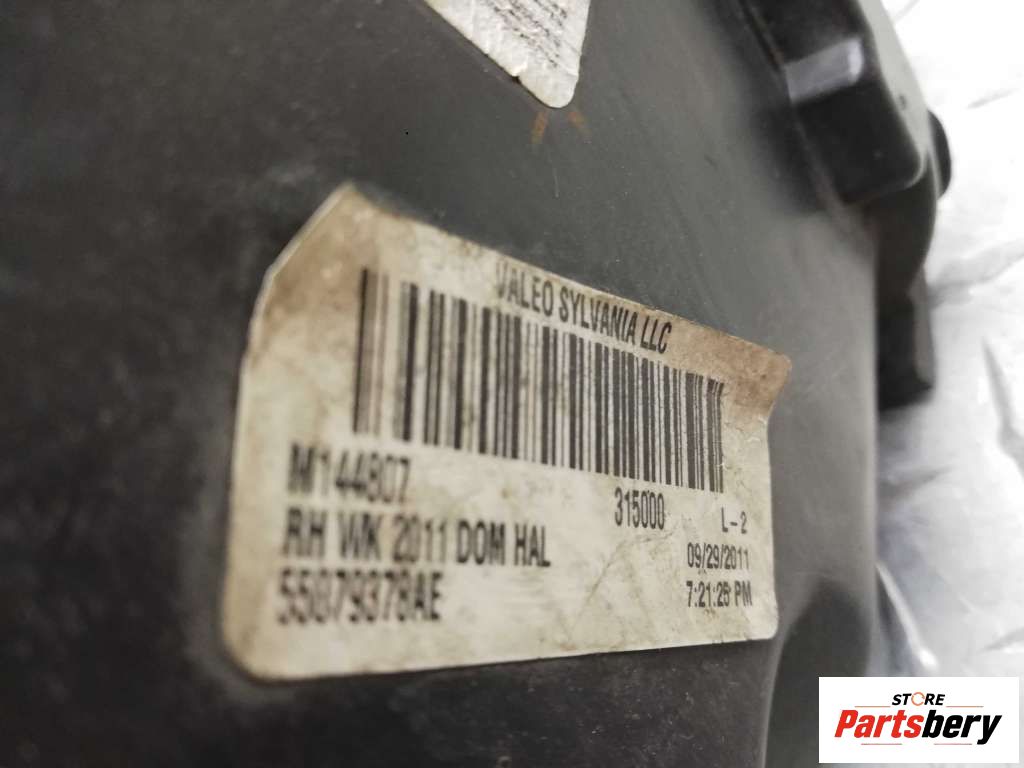 VALEO SYLVANIA LLC
M144807
315000
L-2
RH WK 2011 DOM HAL
09/29/2011
55079378AE
7:21:26 PM
STORE
Partsbery